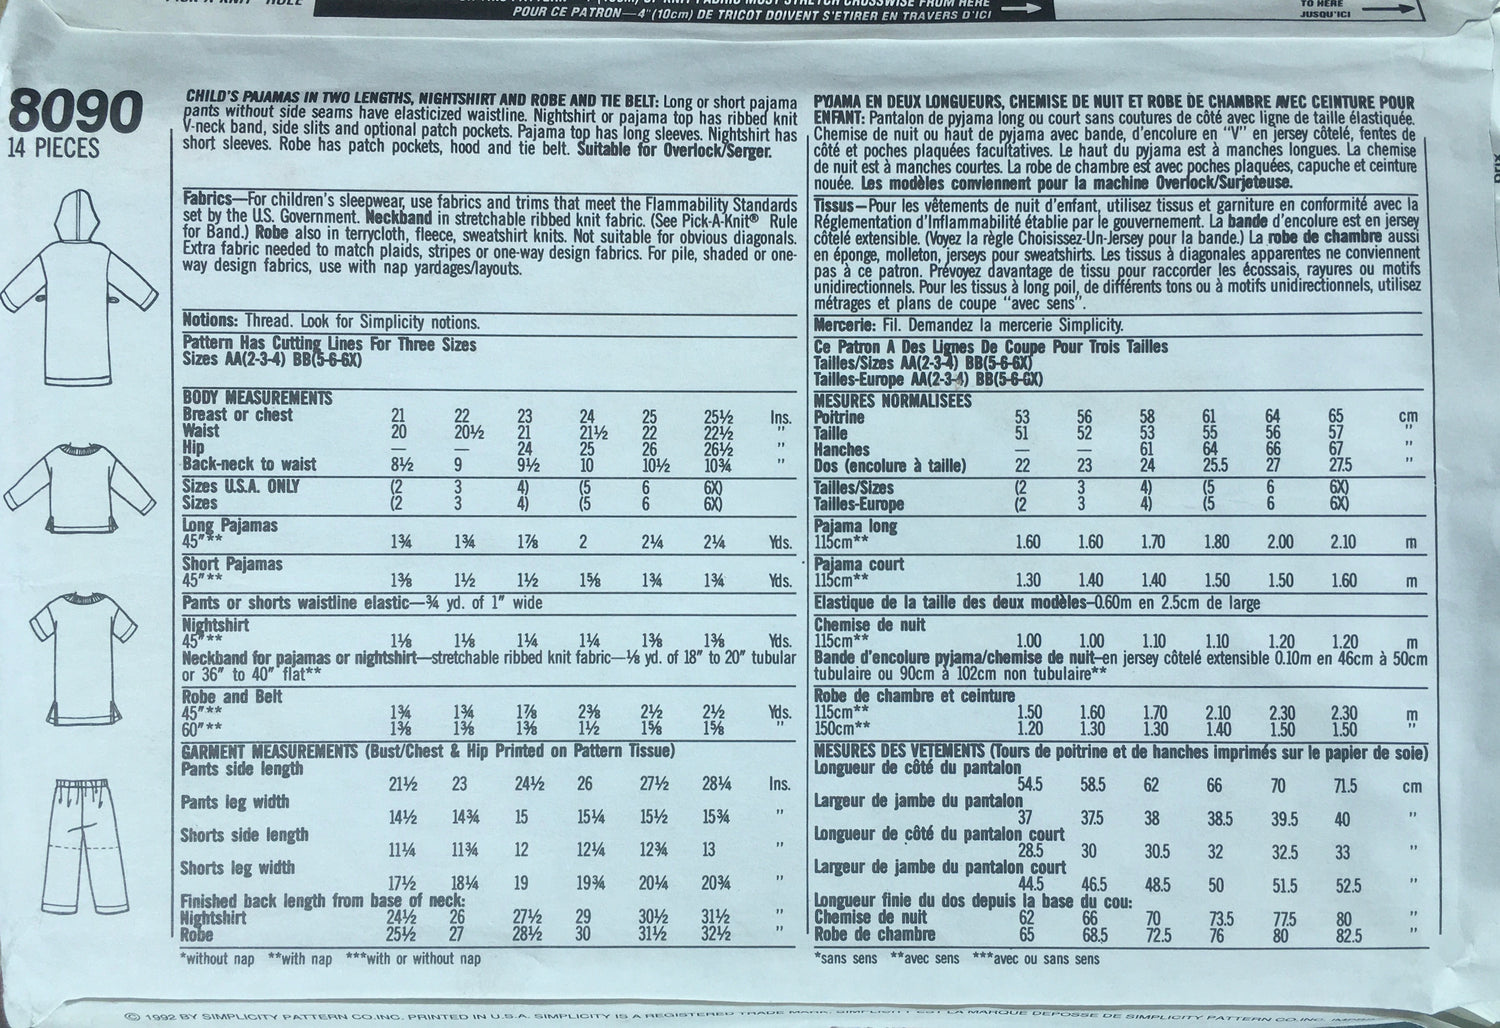 POUR CE PATRON—4"(10cm) DE TRICOT DOIVENT S'ETIRER EN TRAVERS D'ICI
TO HERE
JUSQU'ICI
8090
14 PIECES
CHILD'S PAJAMAS IN TWO LENGTHS, NIGHTSHIRT AND ROBE AND TIE BELT: Long or short pajama
pants without side seams have elasticized waistline. Nightshirt or pajama top has ribbed knit
V-neck band, side slits and optional patch pockets. Pajama top has long sleeves. Nightshirt has
short sleeves. Robe has patch pockets, hood and tie belt. Suitable for Overlock/Serger.
Fabrics—For children's sleepwear, use fabrics and trims that meet the Flammability Standards
set by the U.S. Government. Neckband in stretchable ribbed knit fabric. (See Pick-A-Knit® Rule
for Band.) Robe also in terrycloth, fleece, sweatshirt knits. Not suitable for obvious diagonals.
Extra fabric needed to match plaids, stripes or one-way design fabrics. For pile, shaded or one-
way design fabrics, use with nap yardages/layouts.
Notions: Thread. Look for Simplicity notions.
Pattern Has Cutting Lines For Three Sizes
Sizes AA(2-3-4) BB(5-6-6X)
BODY MEASUREMENTS
Breast or chest 21 22 23 24 25 25½ Ins.
Waist 20 20½ 21 21½ 22 22½ "
Hip — — 24 25 26 26½ "
Back-neck to waist 8½ 9 9½ 10 10½ 10¾ "
Sizes U.S.A. ONLY (2 3 4) (5 6 6X)
Sizes (2 3 4) (5 6 6X)
Long Pajamas
45"** 1¾ 1¾ 1⅞ 2 2¼ 2¼ Yds.
Short Pajamas
45"** 1⅜ 1½ 1½ 1⅝ 1¾ 1¾ Yds.
Pants or shorts waistline elastic—¾ yd. of 1" wide
Nightshirt
45"** 1⅛ 1⅛ 1¼ 1¼ 1⅜ 1⅜ Yds.
Neckband for pajamas or nightshirt—stretchable ribbed knit fabric—⅛ yd. of 18" to 20" tubular
or 36" to 40" flat**
Robe and Belt
45"** 1¾ 1¾ 1⅞ 2⅜ 2½ 2½ Yds.
60"** 1⅜ 1⅜ 1⅜ 1½ 1⅝ 1⅝ "
GARMENT MEASUREMENTS (Bust/Chest & Hip Printed on Pattern Tissue)
Pants side length
21½ 23 24½ 26 27½ 28¼ Ins.
Pants leg width
14½ 14¾ 15 15¼ 15½ 15¾ "
Shorts side length
11¼ 11¾ 12 12¼ 12¾ 13 "
Shorts leg width
17½ 18¼ 19 19¾ 20¼ 20¾ "
Finished back length from base of neck:
Nightshirt 24½ 26 27½ 29 30½ 31½ "
Robe 25½ 27 28½ 30 31½ 32½ "
*without nap **with nap ***with or without nap
PYJAMA EN DEUX LONGUEURS, CHEMISE DE NUIT ET ROBE DE CHAMBRE AVEC CEINTURE POUR
ENFANT: Pantalon de pyjama long ou court sans coutures de côté avec ligne de taille élastiquée.
Chemise de nuit ou haut de pyjama avec bande, d'encolure en "V" en jersey côtelé, fentes de
côté et poches plaquées facultatives. Le haut du pyjama est à manches longues. La chemise
de nuit est à manches courtes. La robe de chambre est avec poches plaquées, capuche et ceinture
nouée. Les modèles conviennent pour la machine Overlock/Surjeteuse.
Tissus—Pour les vêtements de nuit d'enfant, utilisez tissus et garniture en conformité avec la
Réglementation d'Inflammabilité établie par le gouvernement. La bande d'encolure est en jersey
côtelé extensible. (Voyez la règle Choisissez-Un-Jersey pour la bande.) La robe de chambre aussi
en éponge, molleton, jerseys pour sweatshirts. Les tissus à diagonales apparentes ne conviennent
pas à ce patron. Prévoyez davantage de tissu pour raccorder les écossais, rayures ou motifs
unidirectionnels. Pour les tissus à long poil, de différents tons ou à motifs unidirectionnels, utilisez
métrages et plans de coupe "avec sens".
Mercerie: Fil. Demandez la mercerie Simplicity.
Ce Patron A Des Lignes De Coupe Pour Trois Tailles
Tailles/Sizes AA(2-3-4) BB(5-6-6X)
Tailles-Europe AA(2-3-4) BB(5-6-6X)
MESURES NORMALISEES
Poitrine 53 56 58 61 64 65 cm
Taille 51 52 53 55 56 57 "
Hanches — — 61 64 66 67 "
Dos (encolure à taille) 22 23 24 25.5 27 27.5 "
Tailles/Sizes (2 3 4) (5 6 6X)
Tailles-Europe (2 3 4) (5 6 6X)
Pajama long
115cm** 1.60 1.60 1.70 1.80 2.00 2.10 m
Pajama court
115cm** 1.30 1.40 1.40 1.50 1.50 1.60 m
Elastique de la taille des deux modèles—0.60m en 2.5cm de large
Chemise de nuit
115cm** 1.00 1.00 1.10 1.10 1.20 1.20 m
Bande d'encolure pyjama/chemise de nuit—en jersey côtelé extensible 0.10m en 46cm à 50cm
tubulaire ou 90cm à 102cm non tubulaire**
Robe de chambre et ceinture
115cm** 1.50 1.60 1.70 2.10 2.30 2.30 m
150cm** 1.20 1.30 1.30 1.40 1.50 1.50 "
MESURES DES VETEMENTS (Tours de poitrine et de hanches imprimés sur le papier de soie)
Longueur de côté du pantalon
54.5 58.5 62 66 70 71.5 cm
Largeur de jambe du pantalon
37 37.5 38 38.5 39.5 40 "
Longueur de côté du pantalon court
28.5 30 30.5 32 32.5 33 "
Largeur de jambe du pantalon court
44.5 46.5 48.5 50 51.5 52.5 "
Longueur finie du dos depuis la base du cou:
Chemise de nuit 62 66 70 73.5 77.5 80 "
Robe de chambre 65 68.5 72.5 76 80 82.5 "
*sans sens **avec sens ***avec ou sans sens
© 1992 BY SIMPLICITY PATTERN CO.INC. PRINTED IN U.S.A. SIMPLICITY IS A REGISTERED TRADE MARK. SIMPLICITY EST LA MARQUE DEPOSEE DE SIMPLICITY PATTERN CO.INC.